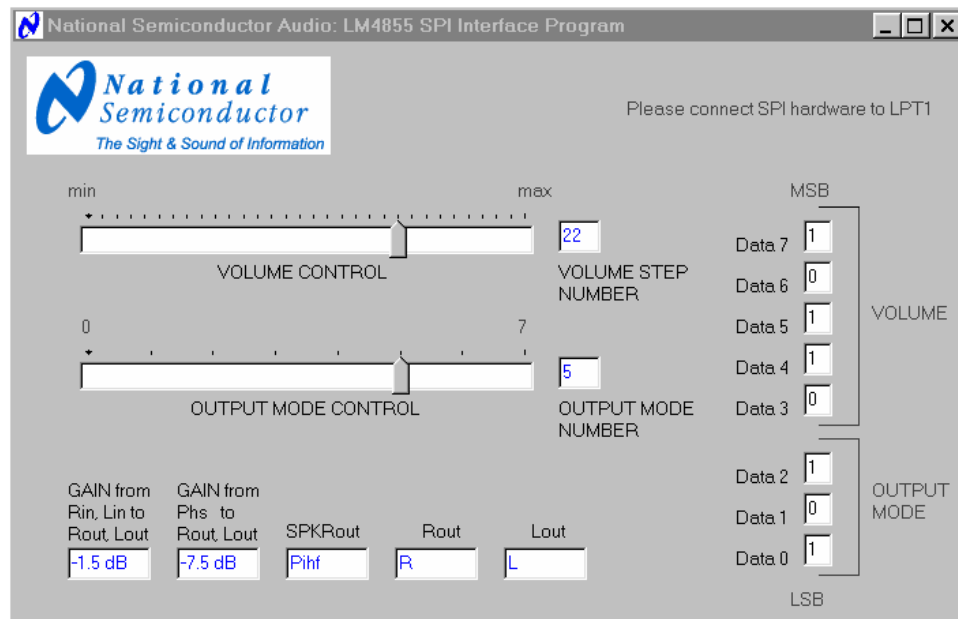 National Semiconductor Audio: LM4855 SPI Interface Program
National
Semiconductor
The Sight & Sound of Information
Please connect SPI hardware to LPT1
min
max
22
VOLUME CONTROL
VOLUME STEP
NUMBER
0
7
5
OUTPUT MODE CONTROL
OUTPUT MODE
NUMBER
GAIN from
Rin, Lin to
Rout, Lout
-1.5 dB
GAIN from
Phs to
Rout, Lout
-7.5 dB
SPKRout
Pihf
Rout
R
Lout
L
MSB
Data 7 1
Data 6 0
Data 5 1
Data 4 1
Data 3 0
VOLUME
Data 2 1
Data 1 0
Data 0 1
OUTPUT
MODE
LSB